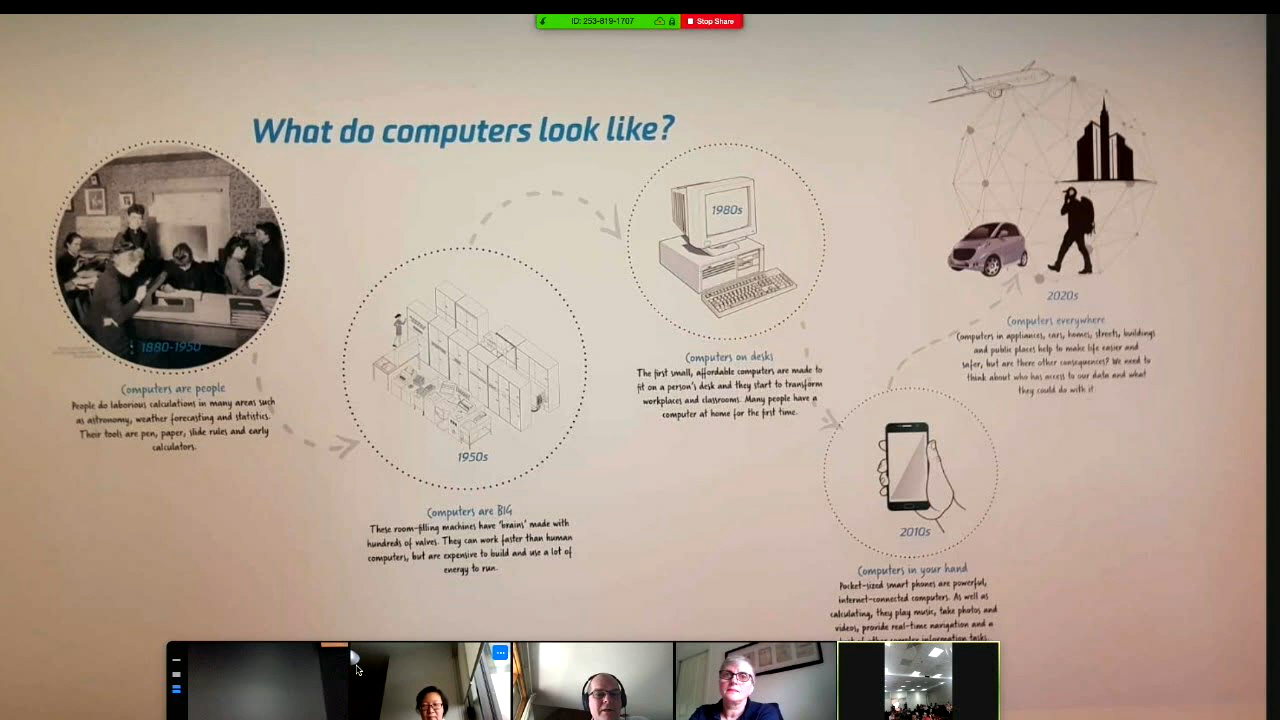 ID: 253-819-1707
Stop Share
What do computers look like?
1880-1950
Computers are people
People do laborious calculations in many areas such
as astronomy, weather forecasting and statistics.
Their tools are pen, paper, slide rules and early
calculators.
1950s
Computers are BIG
These room-filling machines have 'brains' made with
hundreds of valves. They can work faster than human
computers, but are expensive to build and use a lot of
energy to run.
1980s
Computers on desks
The first small, affordable computers are made to
fit on a person's desk and they start to transform
workplaces and classrooms. Many people have a
computer at home for the first time.
2010s
Computers in your hand
Pocket-sized smart phones are powerful,
internet-connected computers. As well as
calculating, they play music, take photos and
videos, provide real-time navigation and a
information tasks.
2020s
Computers everywhere
Computers in appliances, cars, homes, streets, buildings
and public places help to make life easier and
safer, but are there other consequences? We need to
think about who has access to our data and what
they could do with it.